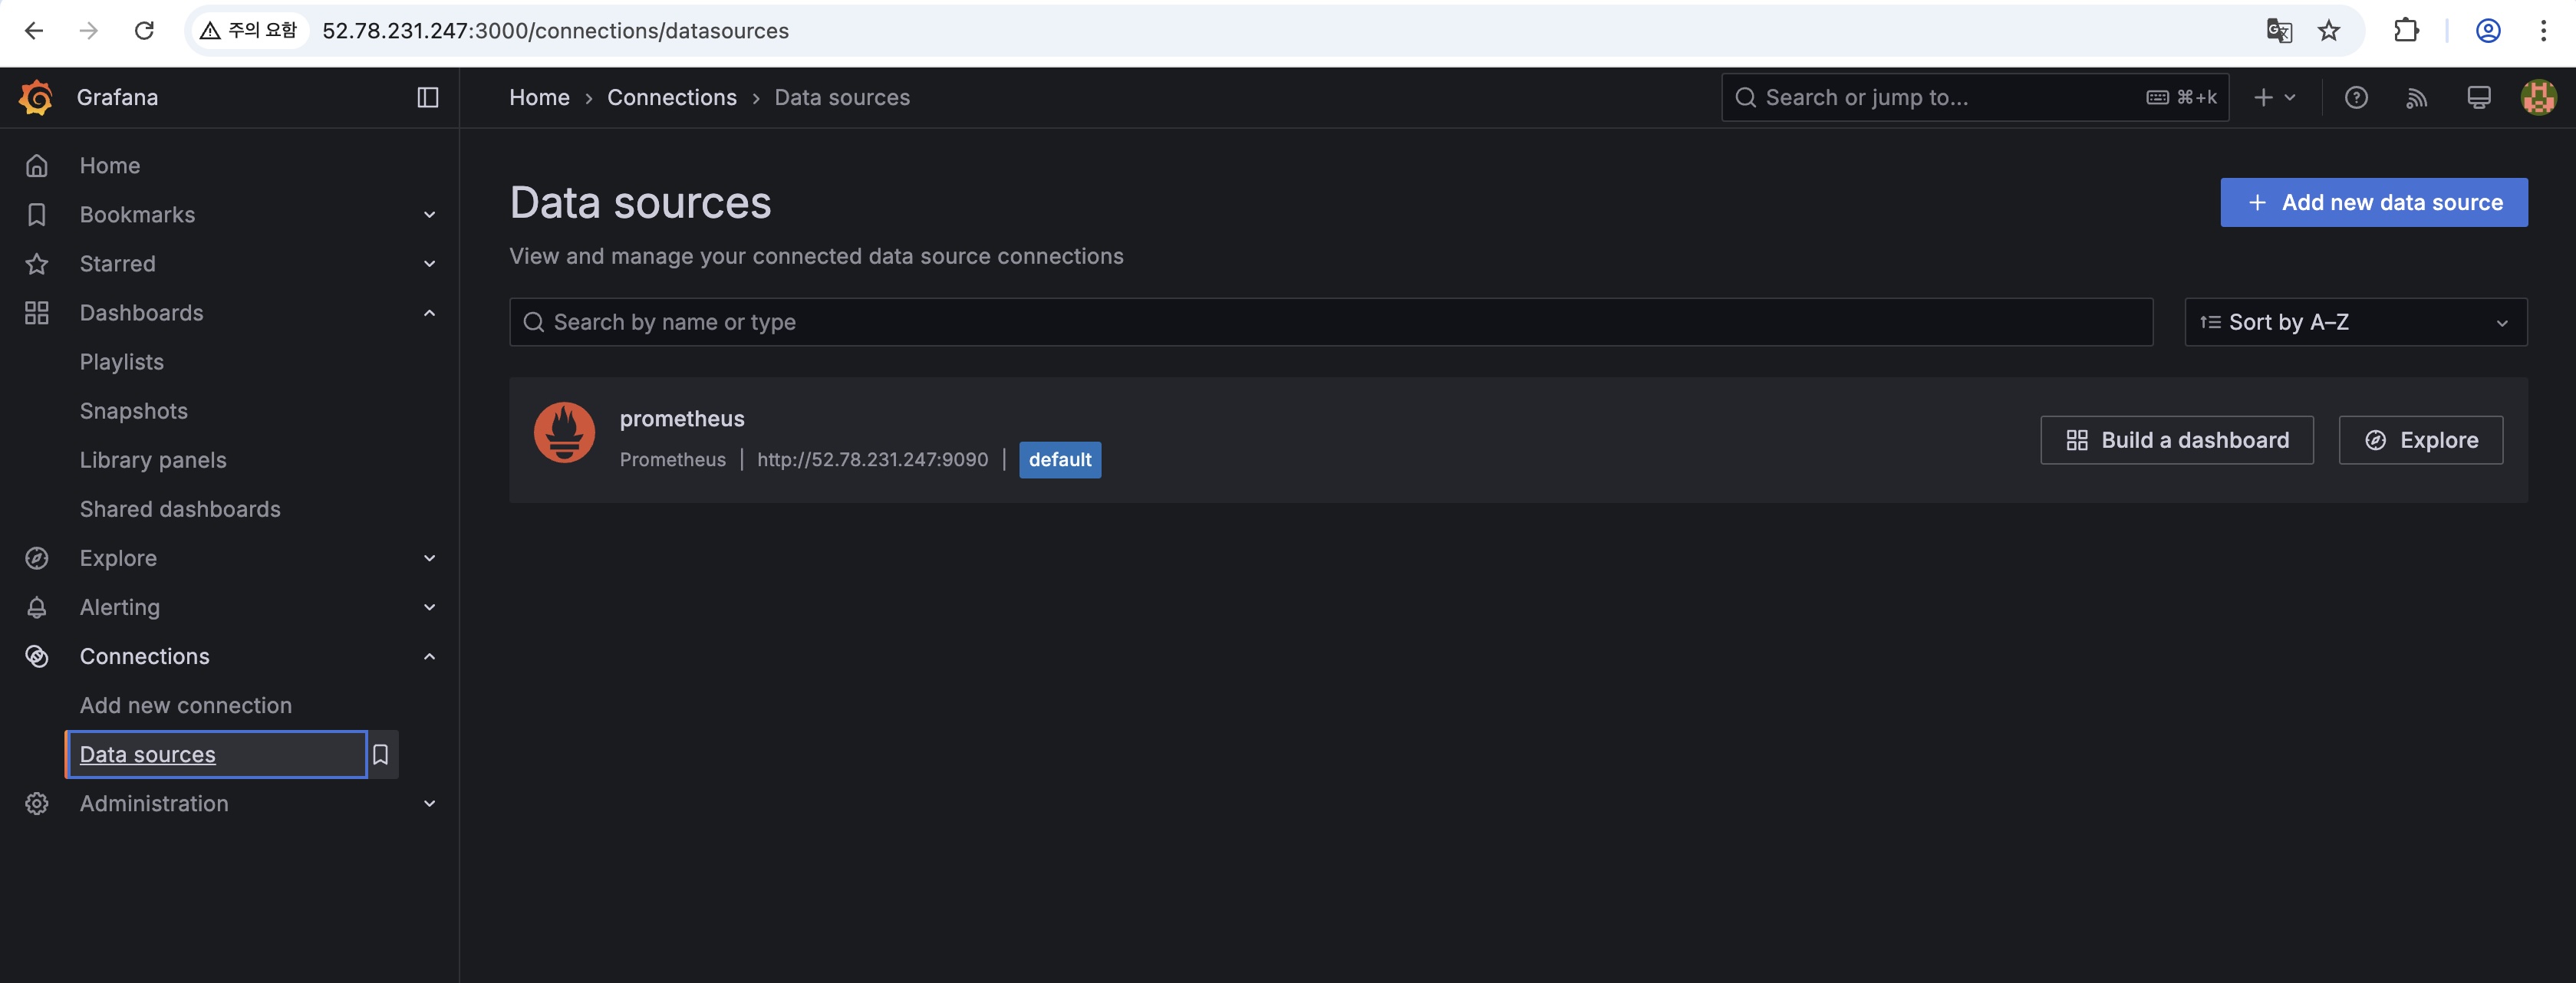 주의 요함 52.78.231.247:3000/connections/datasources
Grafana
Home › Connections › Data sources
Search or jump to... ⌘+k
Home
Bookmarks
Starred
Dashboards
Playlists
Snapshots
Library panels
Shared dashboards
Explore
Alerting
Connections
Add new connection
Data sources
Administration
Data sources
Add new data source
View and manage your connected data source connections
Search by name or type
Sort by A–Z
prometheus
Prometheus | http://52.78.231.247:9090 | default
Build a dashboard
Explore